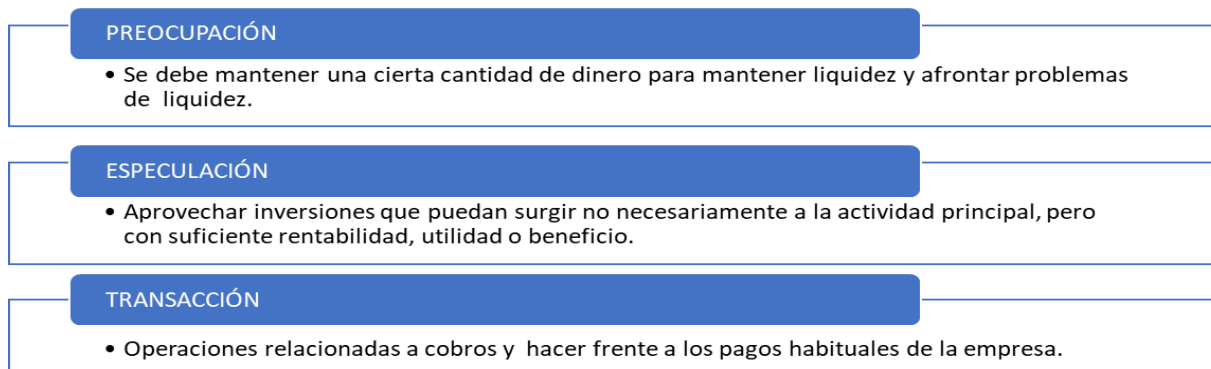 PREOCUPACIÓN
• Se debe mantener una cierta cantidad de dinero para mantener liquidez y afrontar problemas
de liquidez.
ESPECULACIÓN
• Aprovechar inversiones que puedan surgir no necesariamente a la actividad principal, pero
con suficiente rentabilidad, utilidad o beneficio.
TRANSACCIÓN
• Operaciones relacionadas a cobros y hacer frente a los pagos habituales de la empresa.